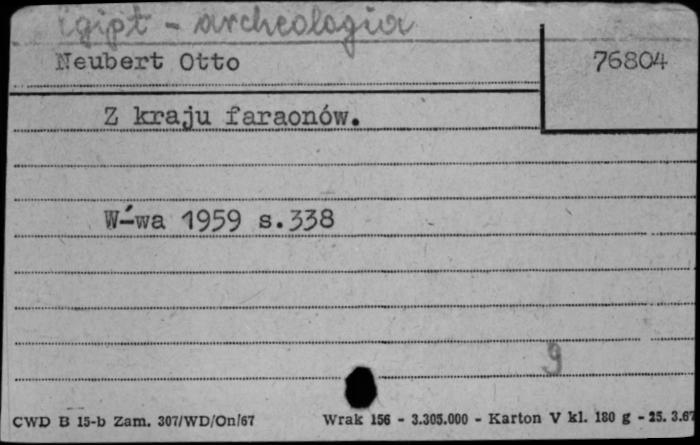 igipt - archeologia
Neubert Otto
76804
Z kraju faraonów.
W-wa 1959 s.338
9
CWD B 15-b Zam. 307/WD/On/67 Wrak 156 - 3.305.000 - Karton V kl. 180 g - 25. 3.67